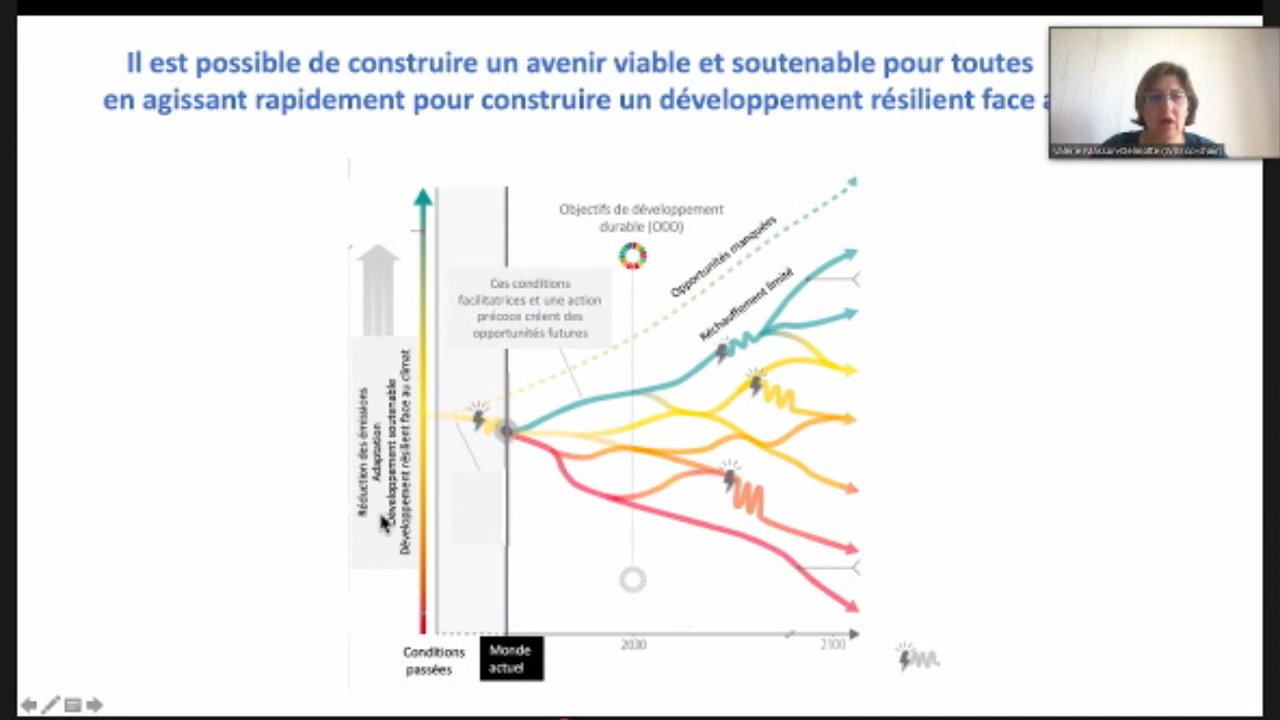 Il est possible de construire un avenir viable et soutenable pour toutes
en agissant rapidement pour construire un développement résilient face a
Objectifs de développement
durable (ODD)
Opportunités manquées
Réchauffement limité
Ces conditions
facilitatrices et une action
précoce créent des
opportunités futures
Réduction des émissions
Adaptation
Développement soutenable
Développement résilient face au climat
Conditions
passées
Monde
actuel
2030
2100